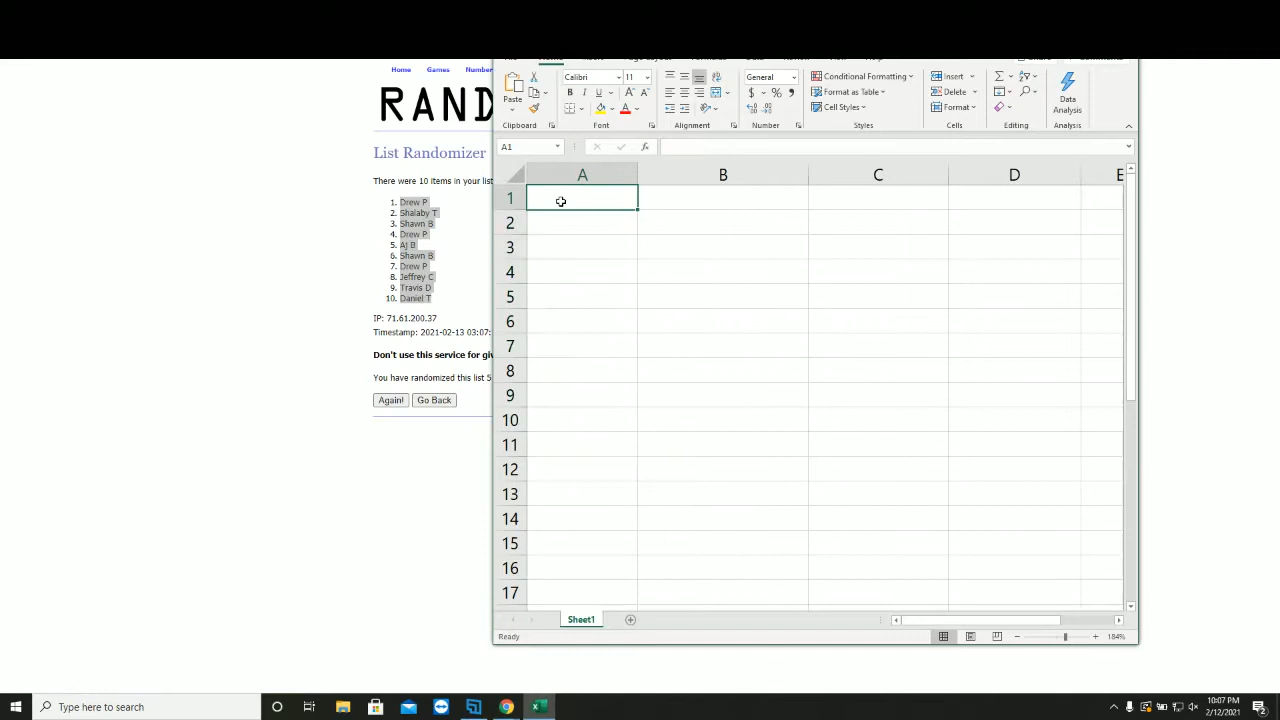 Home Games Number
RAND
List Randomizer
There were 10 items in your list
1. Drew P
2. Shalaby T
3. Shawn B
4. Drew P
5. Aj B
6. Shawn B
7. Drew P
8. Jeffrey C
9. Travis D
10. Daniel T
IP: 71.61.200.37
Timestamp: 2021-02-13 03:07:
Don't use this service for giv
You have randomized this list 5
Again! Go Back
Calibri 11 General Conditional Formatting Insert
Paste B I U $ % Format as Table Delete Data
Cell Styles Format Analysis
Clipboard Font Alignment Number Styles Cells Editing Analysis
A1 fx
A B C D E
1
2
3
4
5
6
7
8
9
10
11
12
13
14
15
16
17
Sheet1
Ready 184%
Type here to search
10:07 PM
2/12/2021
2